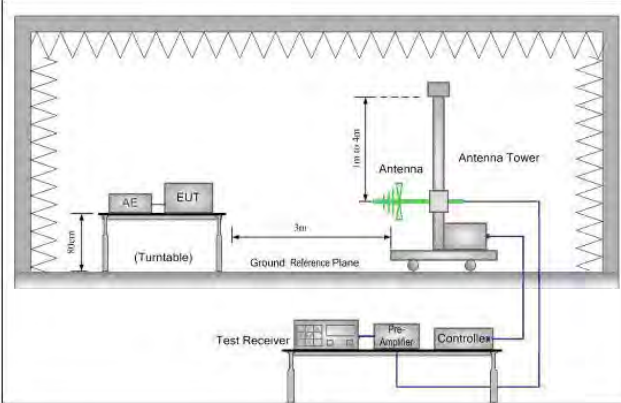 1m to 4m
Antenna
Antenna Tower
AE
EUT
80cm
(Turntable)
3m
Ground Reference Plane
Test Receiver
Pre-
Amplifier
Controller